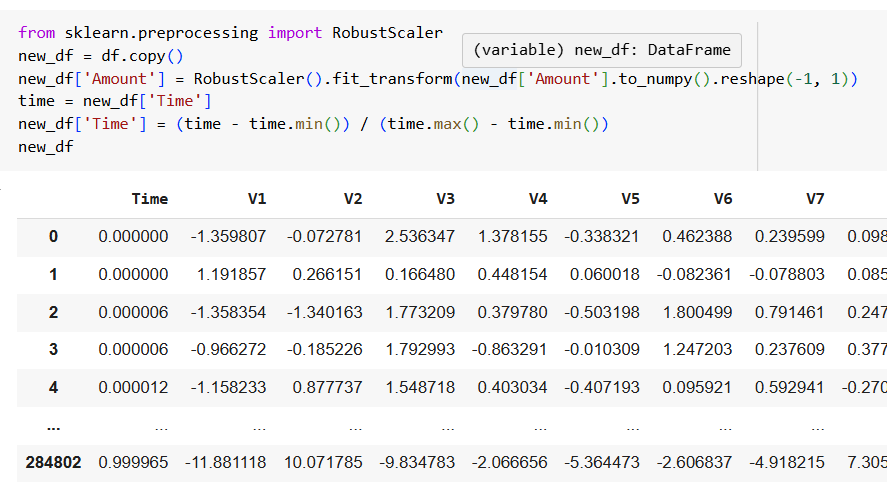 from sklearn.preprocessing import RobustScaler
(variable) new_df: DataFrame
new_df = df.copy()
new_df['Amount'] = RobustScaler().fit_transform(new_df['Amount'].to_numpy().reshape(-1, 1))
time = new_df['Time']
new_df['Time'] = (time - time.min()) / (time.max() - time.min())
new_df
Time V1 V2 V3 V4 V5 V6 V7
0 0.000000 -1.359807 -0.072781 2.536347 1.378155 -0.338321 0.462388 0.239599 0.098
1 0.000000 1.191857 0.266151 0.166480 0.448154 0.060018 -0.082361 -0.078803 0.085
2 0.000006 -1.358354 -1.340163 1.773209 0.379780 -0.503198 1.800499 0.791461 0.247
3 0.000006 -0.966272 -0.185226 1.792993 -0.863291 -0.010309 1.247203 0.237609 0.377
4 0.000012 -1.158233 0.877737 1.548718 0.403034 -0.407193 0.095921 0.592941 -0.270
... ... ... ... ... ... ... ... ...
284802 0.999965 -11.881118 10.071785 -9.834783 -2.066656 -5.364473 -2.606837 -4.918215 7.305